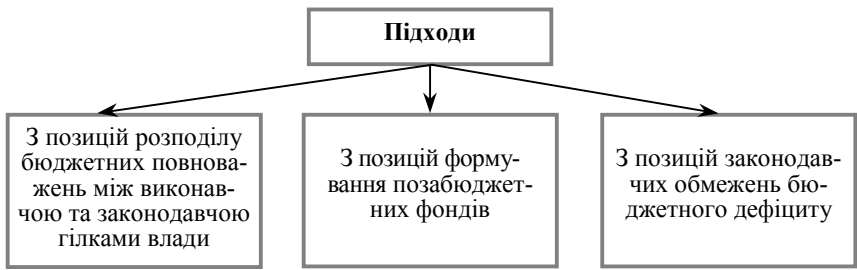 Підходи
З позицій розподілу
бюджетних повнова-
жень між виконав-
чою та законодавчою
гілками влади
З позицій форму-
вання позабюджет-
них фондів
З позицій законодав-
чих обмежень бю-
джетного дефіциту